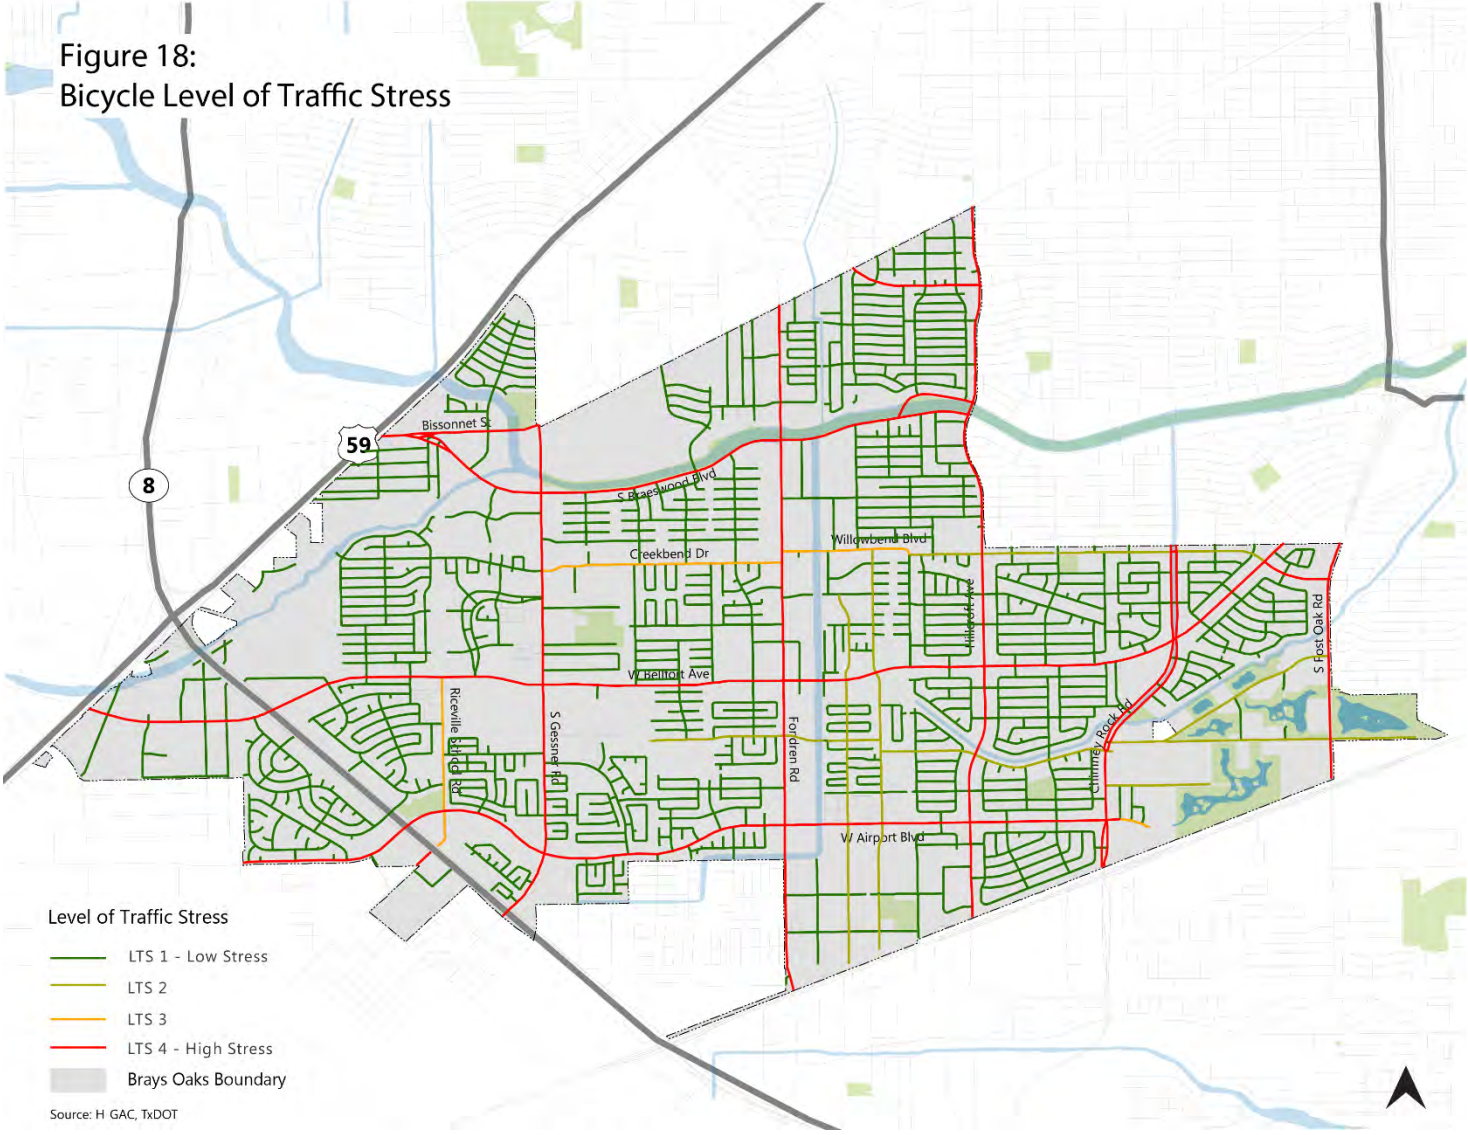 Figure 18:
Bicycle Level of Traffic Stress
59
8
Bissonnet St
S Braeswood Blvd
Creekbend Dr
Willowbend Blvd
Hillcroft Ave
S Post Oak Rd
W Bellfort Ave
Riceville School Rd
S Gessner Rd
Fondren Rd
Chimney Rock Rd
W Airport Blvd
Level of Traffic Stress
LTS 1 - Low Stress
LTS 2
LTS 3
LTS 4 - High Stress
Brays Oaks Boundary
Source: H GAC, TxDOT